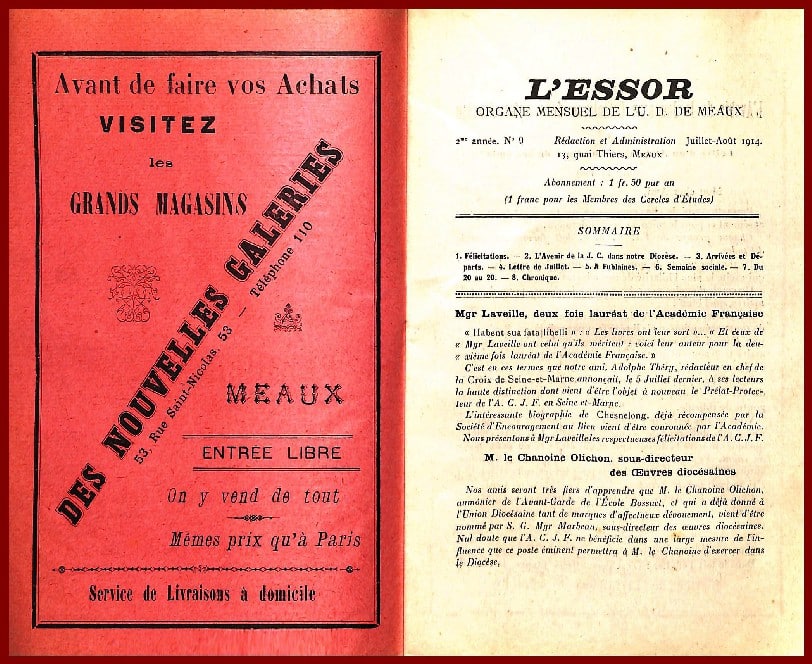 Avant de faire vos Achats
VISITEZ
les
GRANDS MAGASINS
DES NOUVELLES GALERIES
53, Rue Saint-Nicolas, 53 — Téléphone 110
MEAUX
ENTRÉE LIBRE
On y vend de tout
Mêmes prix qu'à Paris
Service de Livraisons à domicile
L'ESSOR
ORGANE MENSUEL DE L'U. D. DE MEAUX
2me année. N° 9 Rédaction et Administration Juillet-Août 1914.
13, quai Thiers, MEAUX
Abonnement : 1 fr. 50 par an
(1 franc pour les Membres des Cercles d'Études)
SOMMAIRE
1. Félicitations. — 2. L'Avenir de la J. C. dans notre Diocèse. — 3. Arrivées et Dé-
parts. — 4. Lettre de Juillet. — 5. A Fublaines. — 6. Semaine sociale. — 7. Du
20 au 20. — 8. Chronique.
Mgr Laveille, deux fois lauréat de l'Académie Française
« Habent sua fata libelli » : « Les livres ont leur sort »... « Et ceux de
« Mgr Laveille ont celui qu'ils méritent : voici leur auteur pour la deu-
« xième fois lauréat de l'Académie Française. »
C'est en ces termes que notre ami, Adolphe Théry, rédacteur en chef de
la Croix de Seine-et-Marne annonçait, le 5 Juillet dernier, à ses lecteurs
la haute distinction dont vient d'être l'objet à nouveau le Prélat-Protec-
teur de l'A. C. J. F. en Seine-et-Marne.
L'intéressante biographie de Chesnelong, déjà récompensée par la
Société d'Encouragement au Bien vient d'être couronnée par l'Académie.
Nous présentons à Mgr Laveille les respectueuses félicitations de l'A. C. J. F.
M. le Chanoine Olichon, sous-directeur
des Œuvres diocésaines
Nos amis seront très fiers d'apprendre que M. le Chanoine Olichon,
aumônier de l'Avant-Garde de l'École Bossuet, et qui a déjà donné à
l'Union Diocésaine tant de marques d'affectueux dévouement, vient d'être
nommé par S. G. Mgr Marbeau, sous-directeur des œuvres diocésaines.
Nul doute que l'A. C. J. F. ne bénéficie dans une large mesure de l'in-
fluence que ce poste éminent permettra à M. le Chanoine d'exercer dans
le Diocèse.